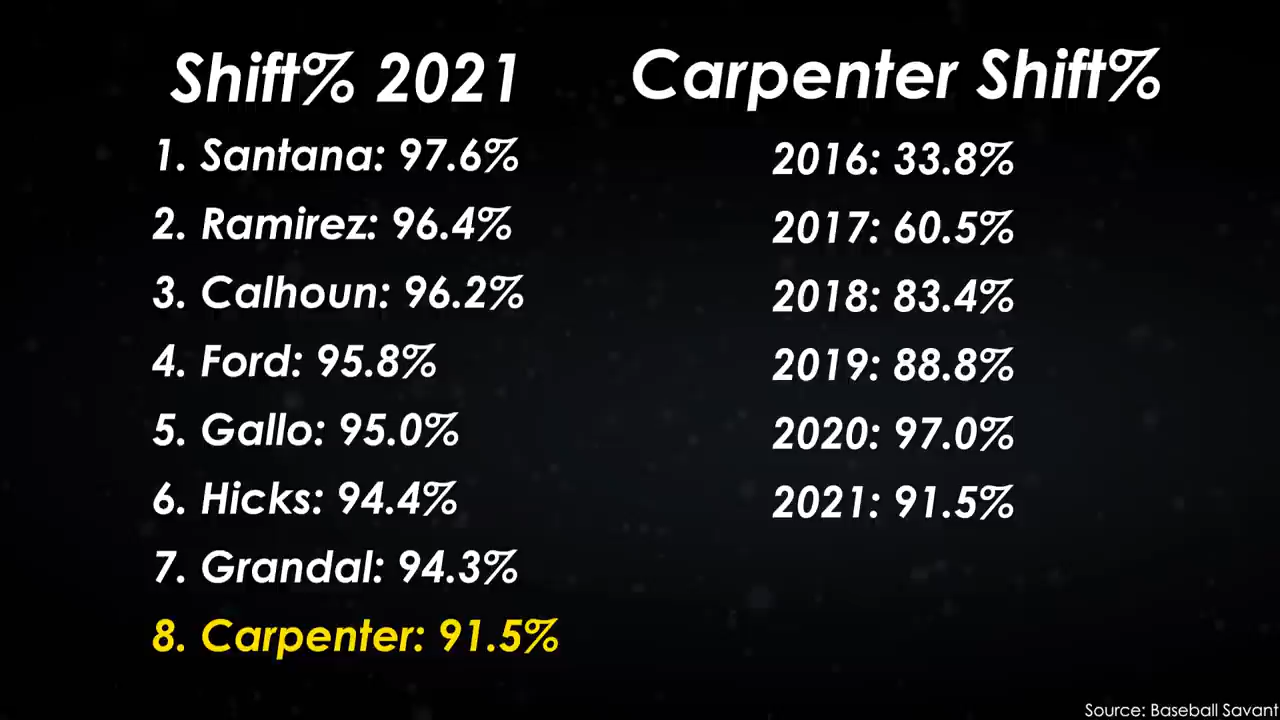 Shift% 2021
1. Santana: 97.6%
2. Ramirez: 96.4%
3. Calhoun: 96.2%
4. Ford: 95.8%
5. Gallo: 95.0%
6. Hicks: 94.4%
7. Grandal: 94.3%
8. Carpenter: 91.5%
Carpenter Shift%
2016: 33.8%
2017: 60.5%
2018: 83.4%
2019: 88.8%
2020: 97.0%
2021: 91.5%
Source: Baseball Savant